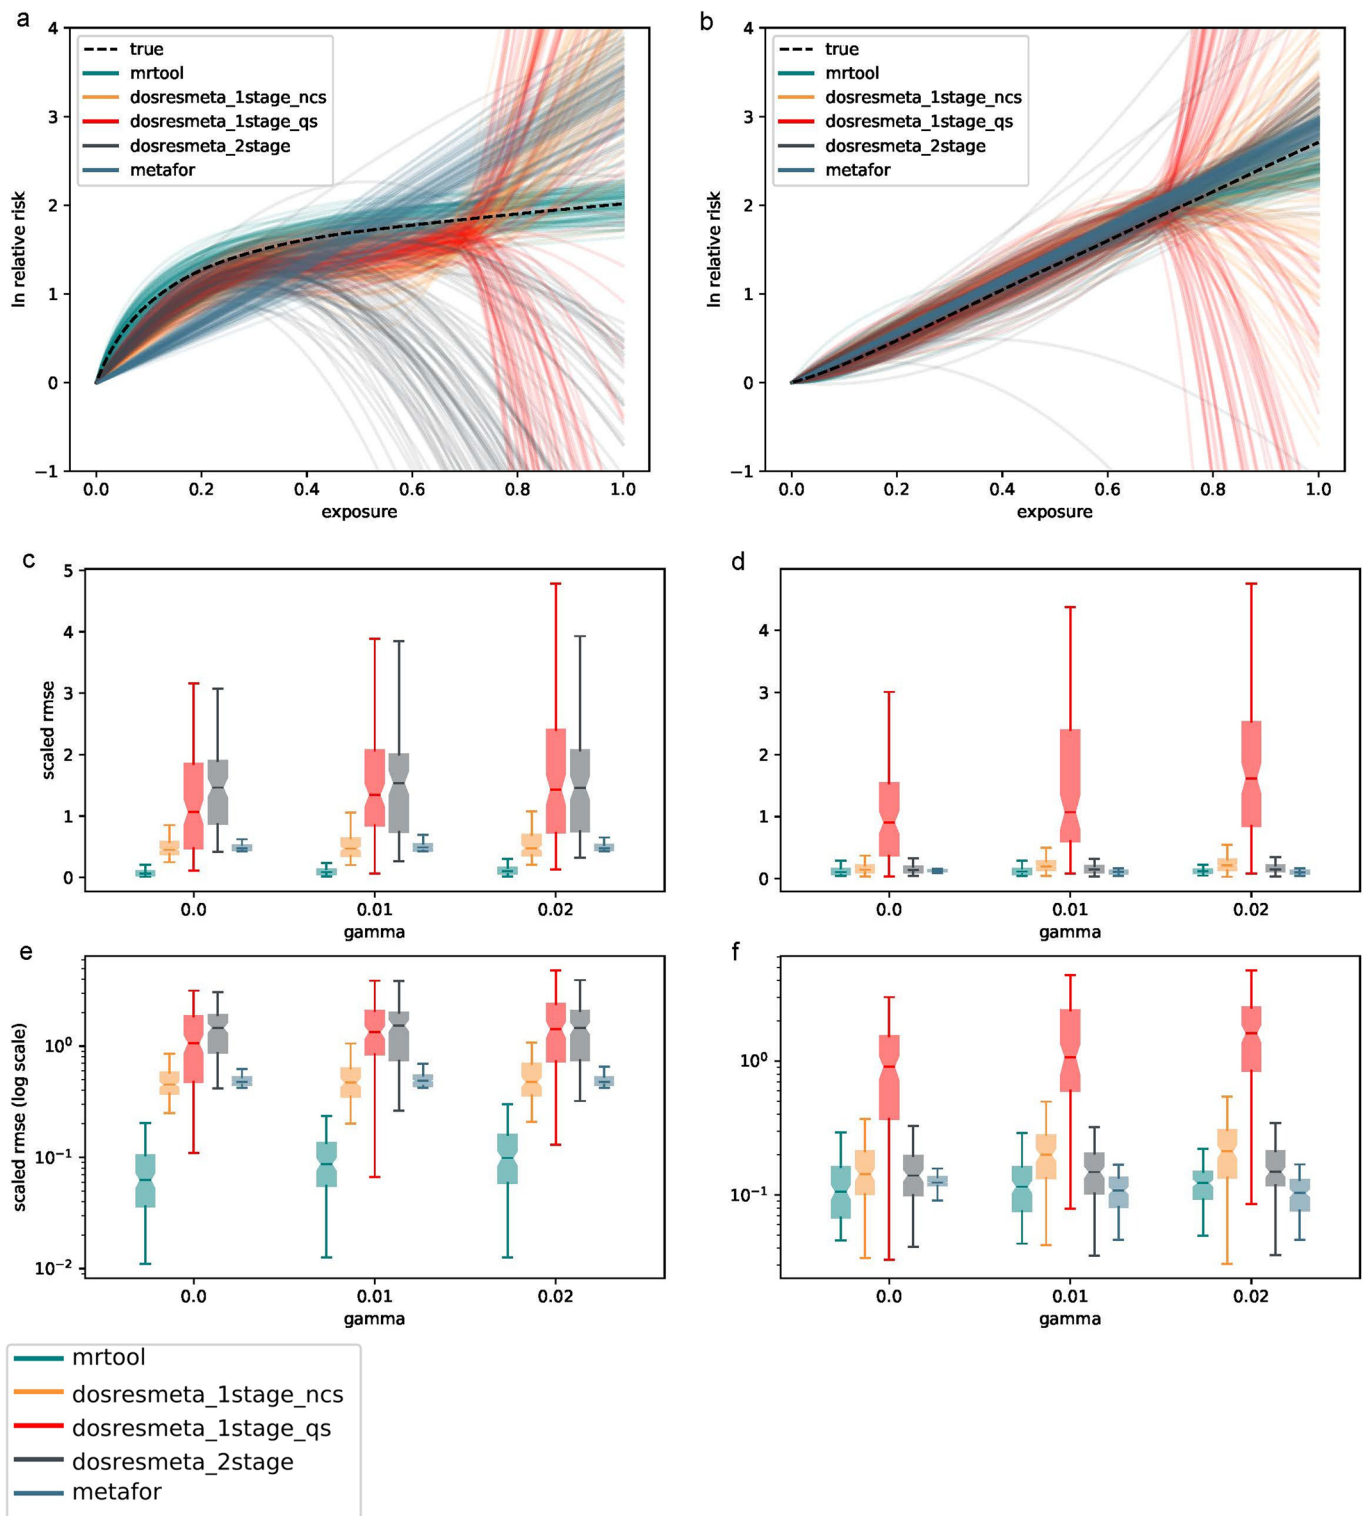 a
4
3
2
1
0
−1
ln relative risk
true
mrtool
dosresmeta_1stage_ncs
dosresmeta_1stage_qs
dosresmeta_2stage
metafor
0.0 0.2 0.4 0.6 0.8 1.0
exposure
b
4
3
2
1
0
−1
ln relative risk
true
mrtool
dosresmeta_1stage_ncs
dosresmeta_1stage_qs
dosresmeta_2stage
metafor
0.0 0.2 0.4 0.6 0.8 1.0
exposure
c
5
4
3
2
1
0
scaled rmse
0.0 0.01 0.02
gamma
d
4
3
2
1
0
0.0 0.01 0.02
gamma
e
10⁰
10⁻¹
10⁻²
scaled rmse (log scale)
0.0 0.01 0.02
gamma
f
10⁰
10⁻¹
0.0 0.01 0.02
gamma
mrtool
dosresmeta_1stage_ncs
dosresmeta_1stage_qs
dosresmeta_2stage
metafor